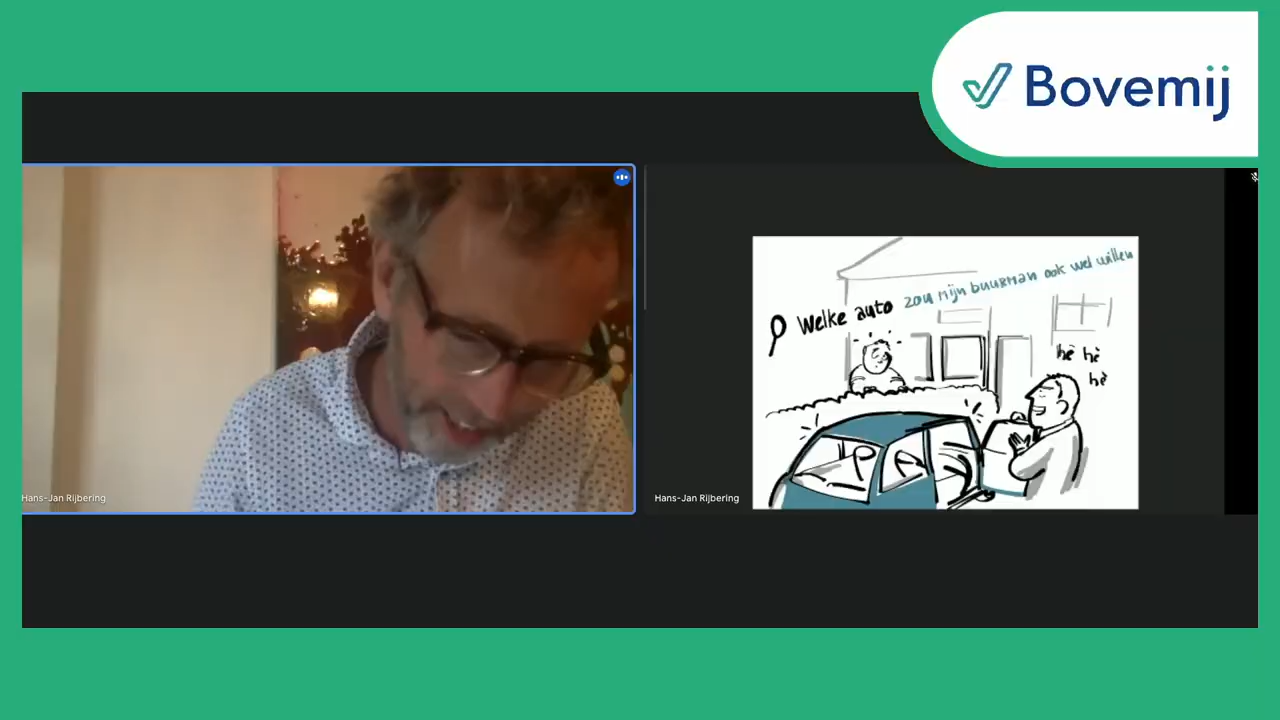 Bovemij
Welke auto zou mijn buurman ook wel willen
hè hè
hè
Hans-Jan Rijbering
Hans-Jan Rijbering